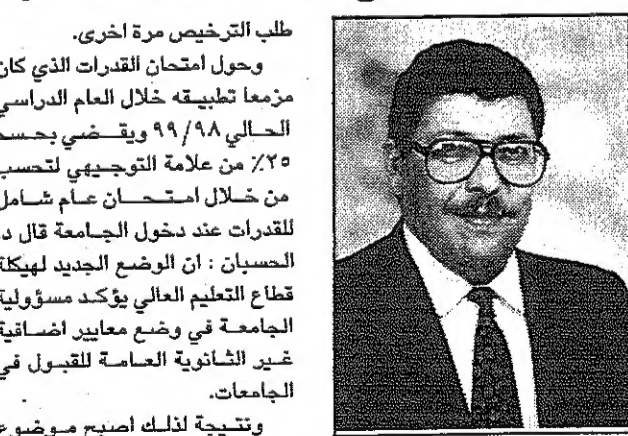 طلب الترخيص مرة اخرى.
وحول امتحان القدرات الذي كان
مزمعا تطبيقه خلال العام الدراسي
الحالي ٩٩/٩٨ ويقضي بحسم
٢٥٪ من علامة التوجيهي لتحسب
من خلال امتحان عام شامل
للقدرات عند دخول الجامعة قال د.
الحسبان : ان الوضع الجديد لهيكلة
قطاع التعليم العالي يؤكد مسؤولية
الجامعة في وضع معايير اضافية
غير الثانوية العامة للقبول في
الجامعات.
ونتيجة لذلك اصبح موضوع